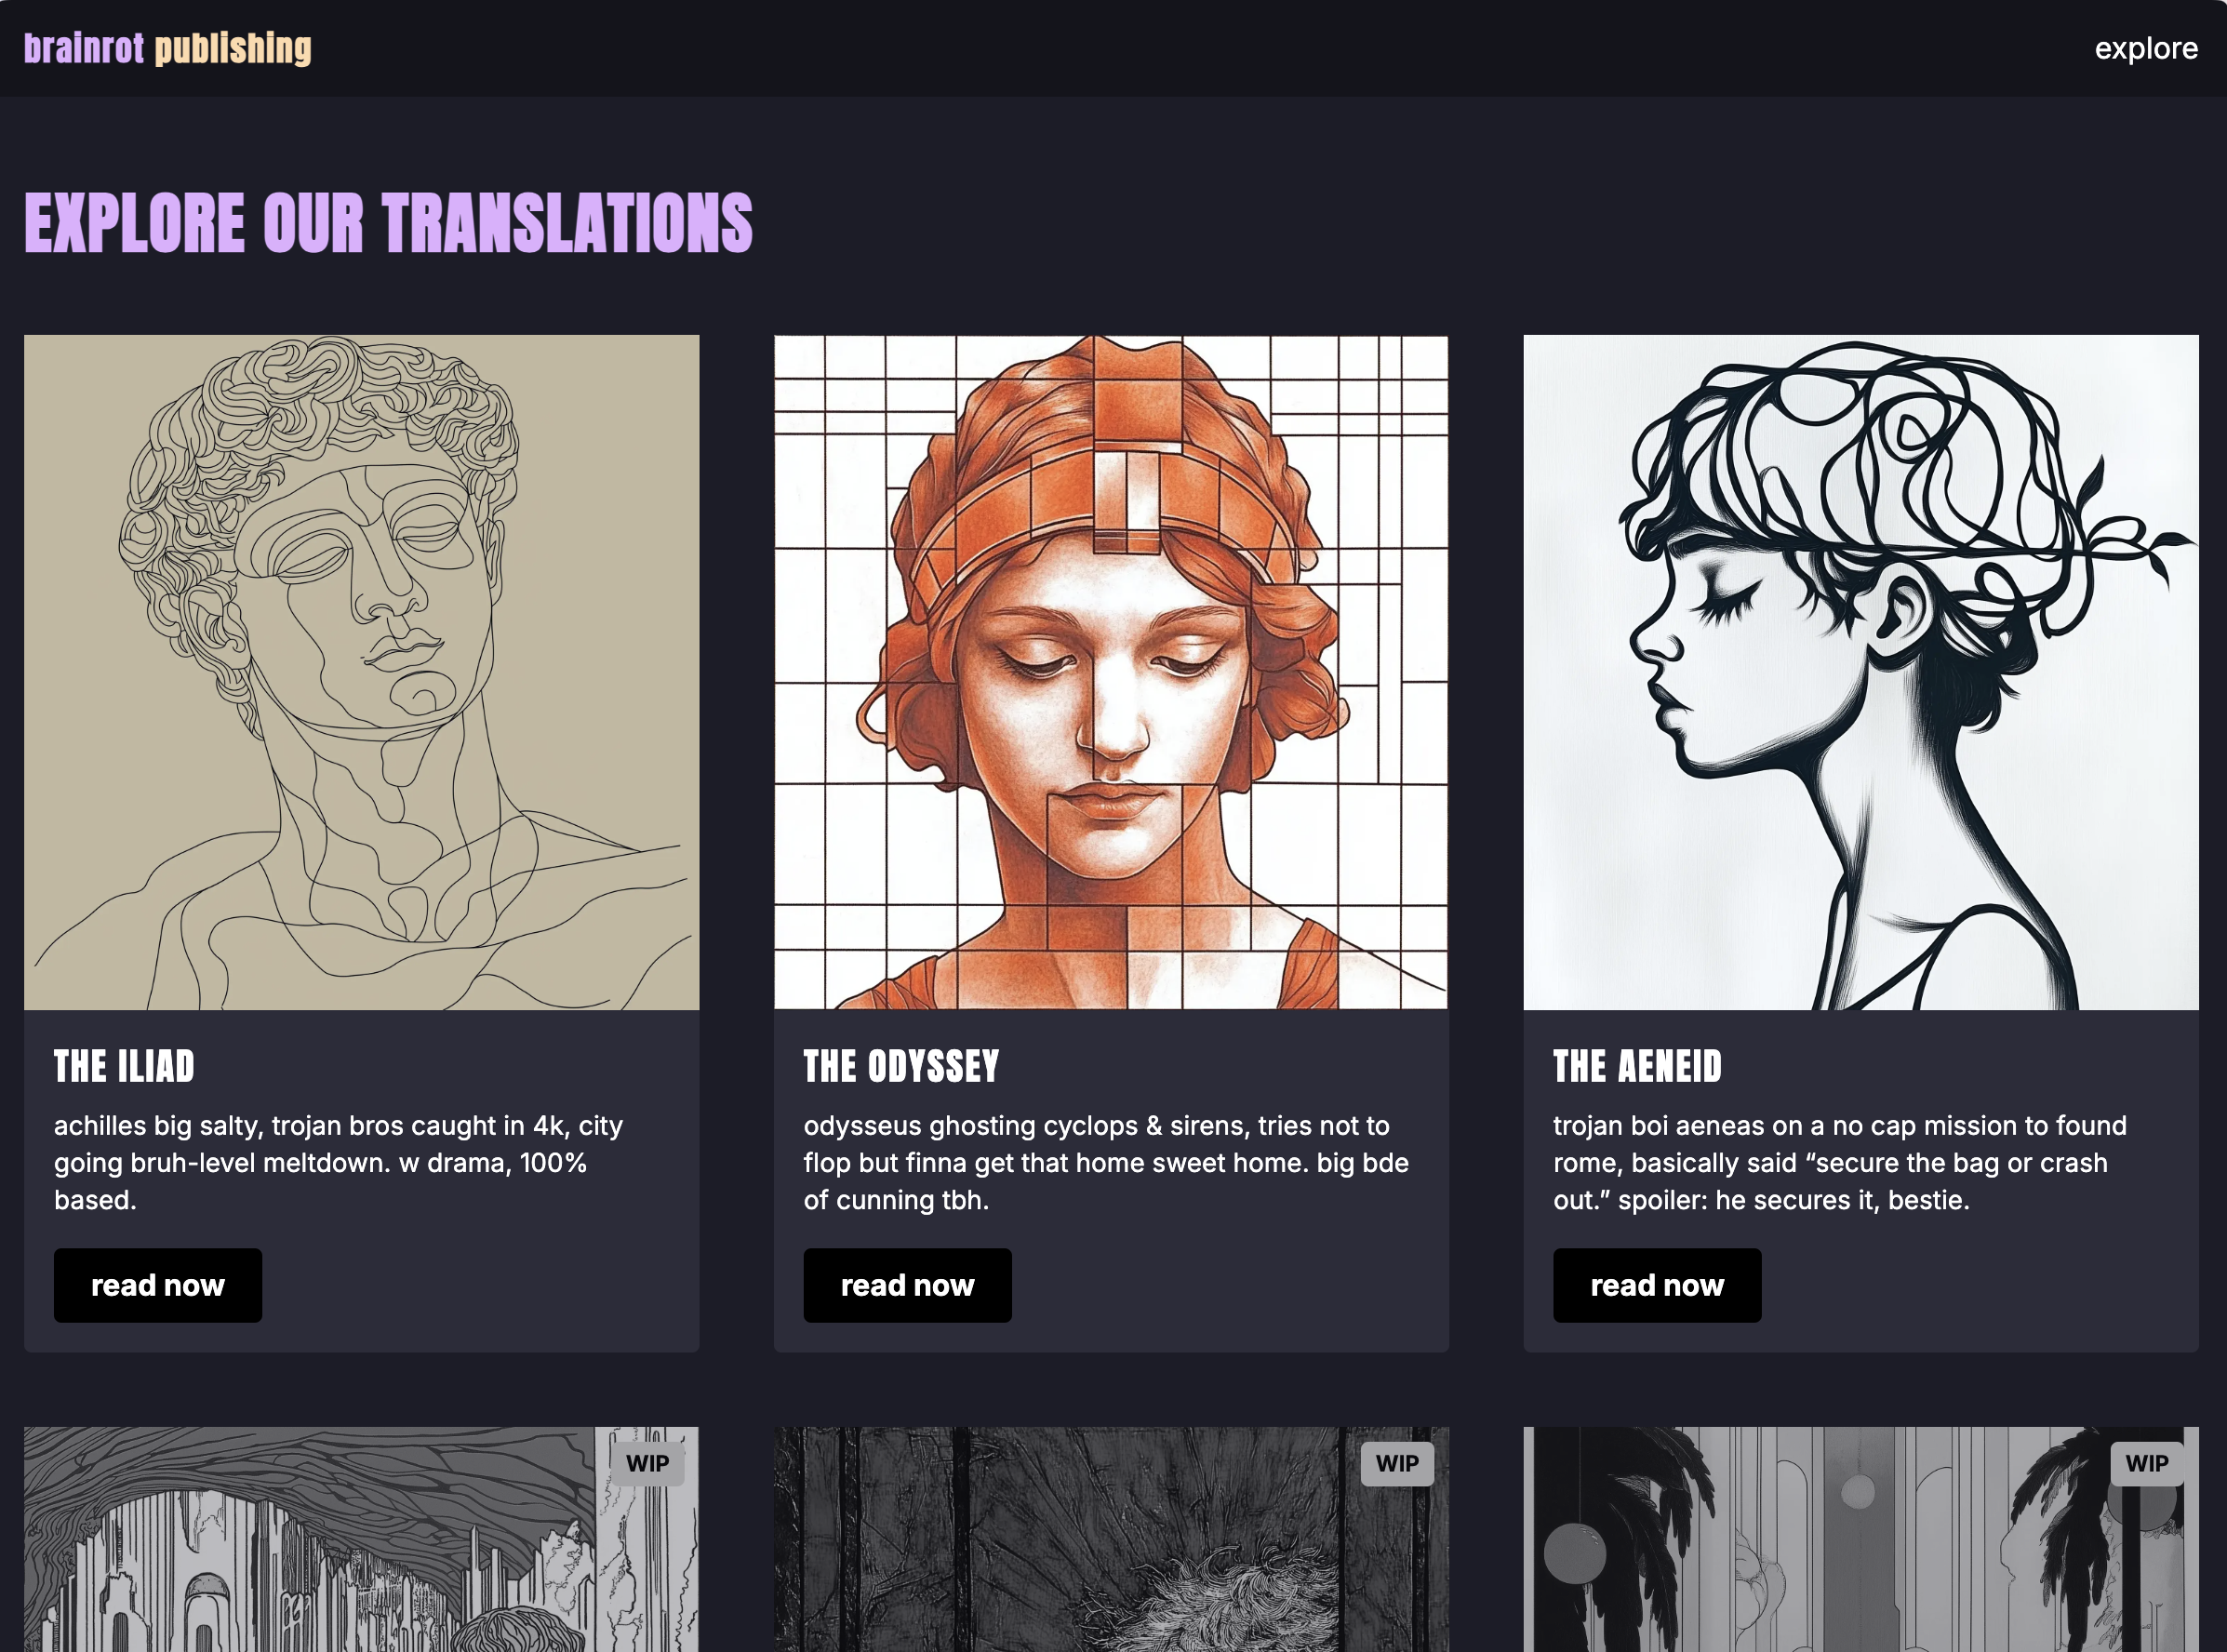 brainrot publishing
explore
EXPLORE OUR TRANSLATIONS
THE ILIAD
achilles big salty, trojan bros caught in 4k, city
going bruh-level meltdown. w drama, 100%
based.
read now
THE ODYSSEY
odysseus ghosting cyclops & sirens, tries not to
flop but finna get that home sweet home. big bde
of cunning tbh.
read now
THE AENEID
trojan boi aeneas on a no cap mission to found
rome, basically said “secure the bag or crash
out.” spoiler: he secures it, bestie.
read now
WIP
WIP
WIP